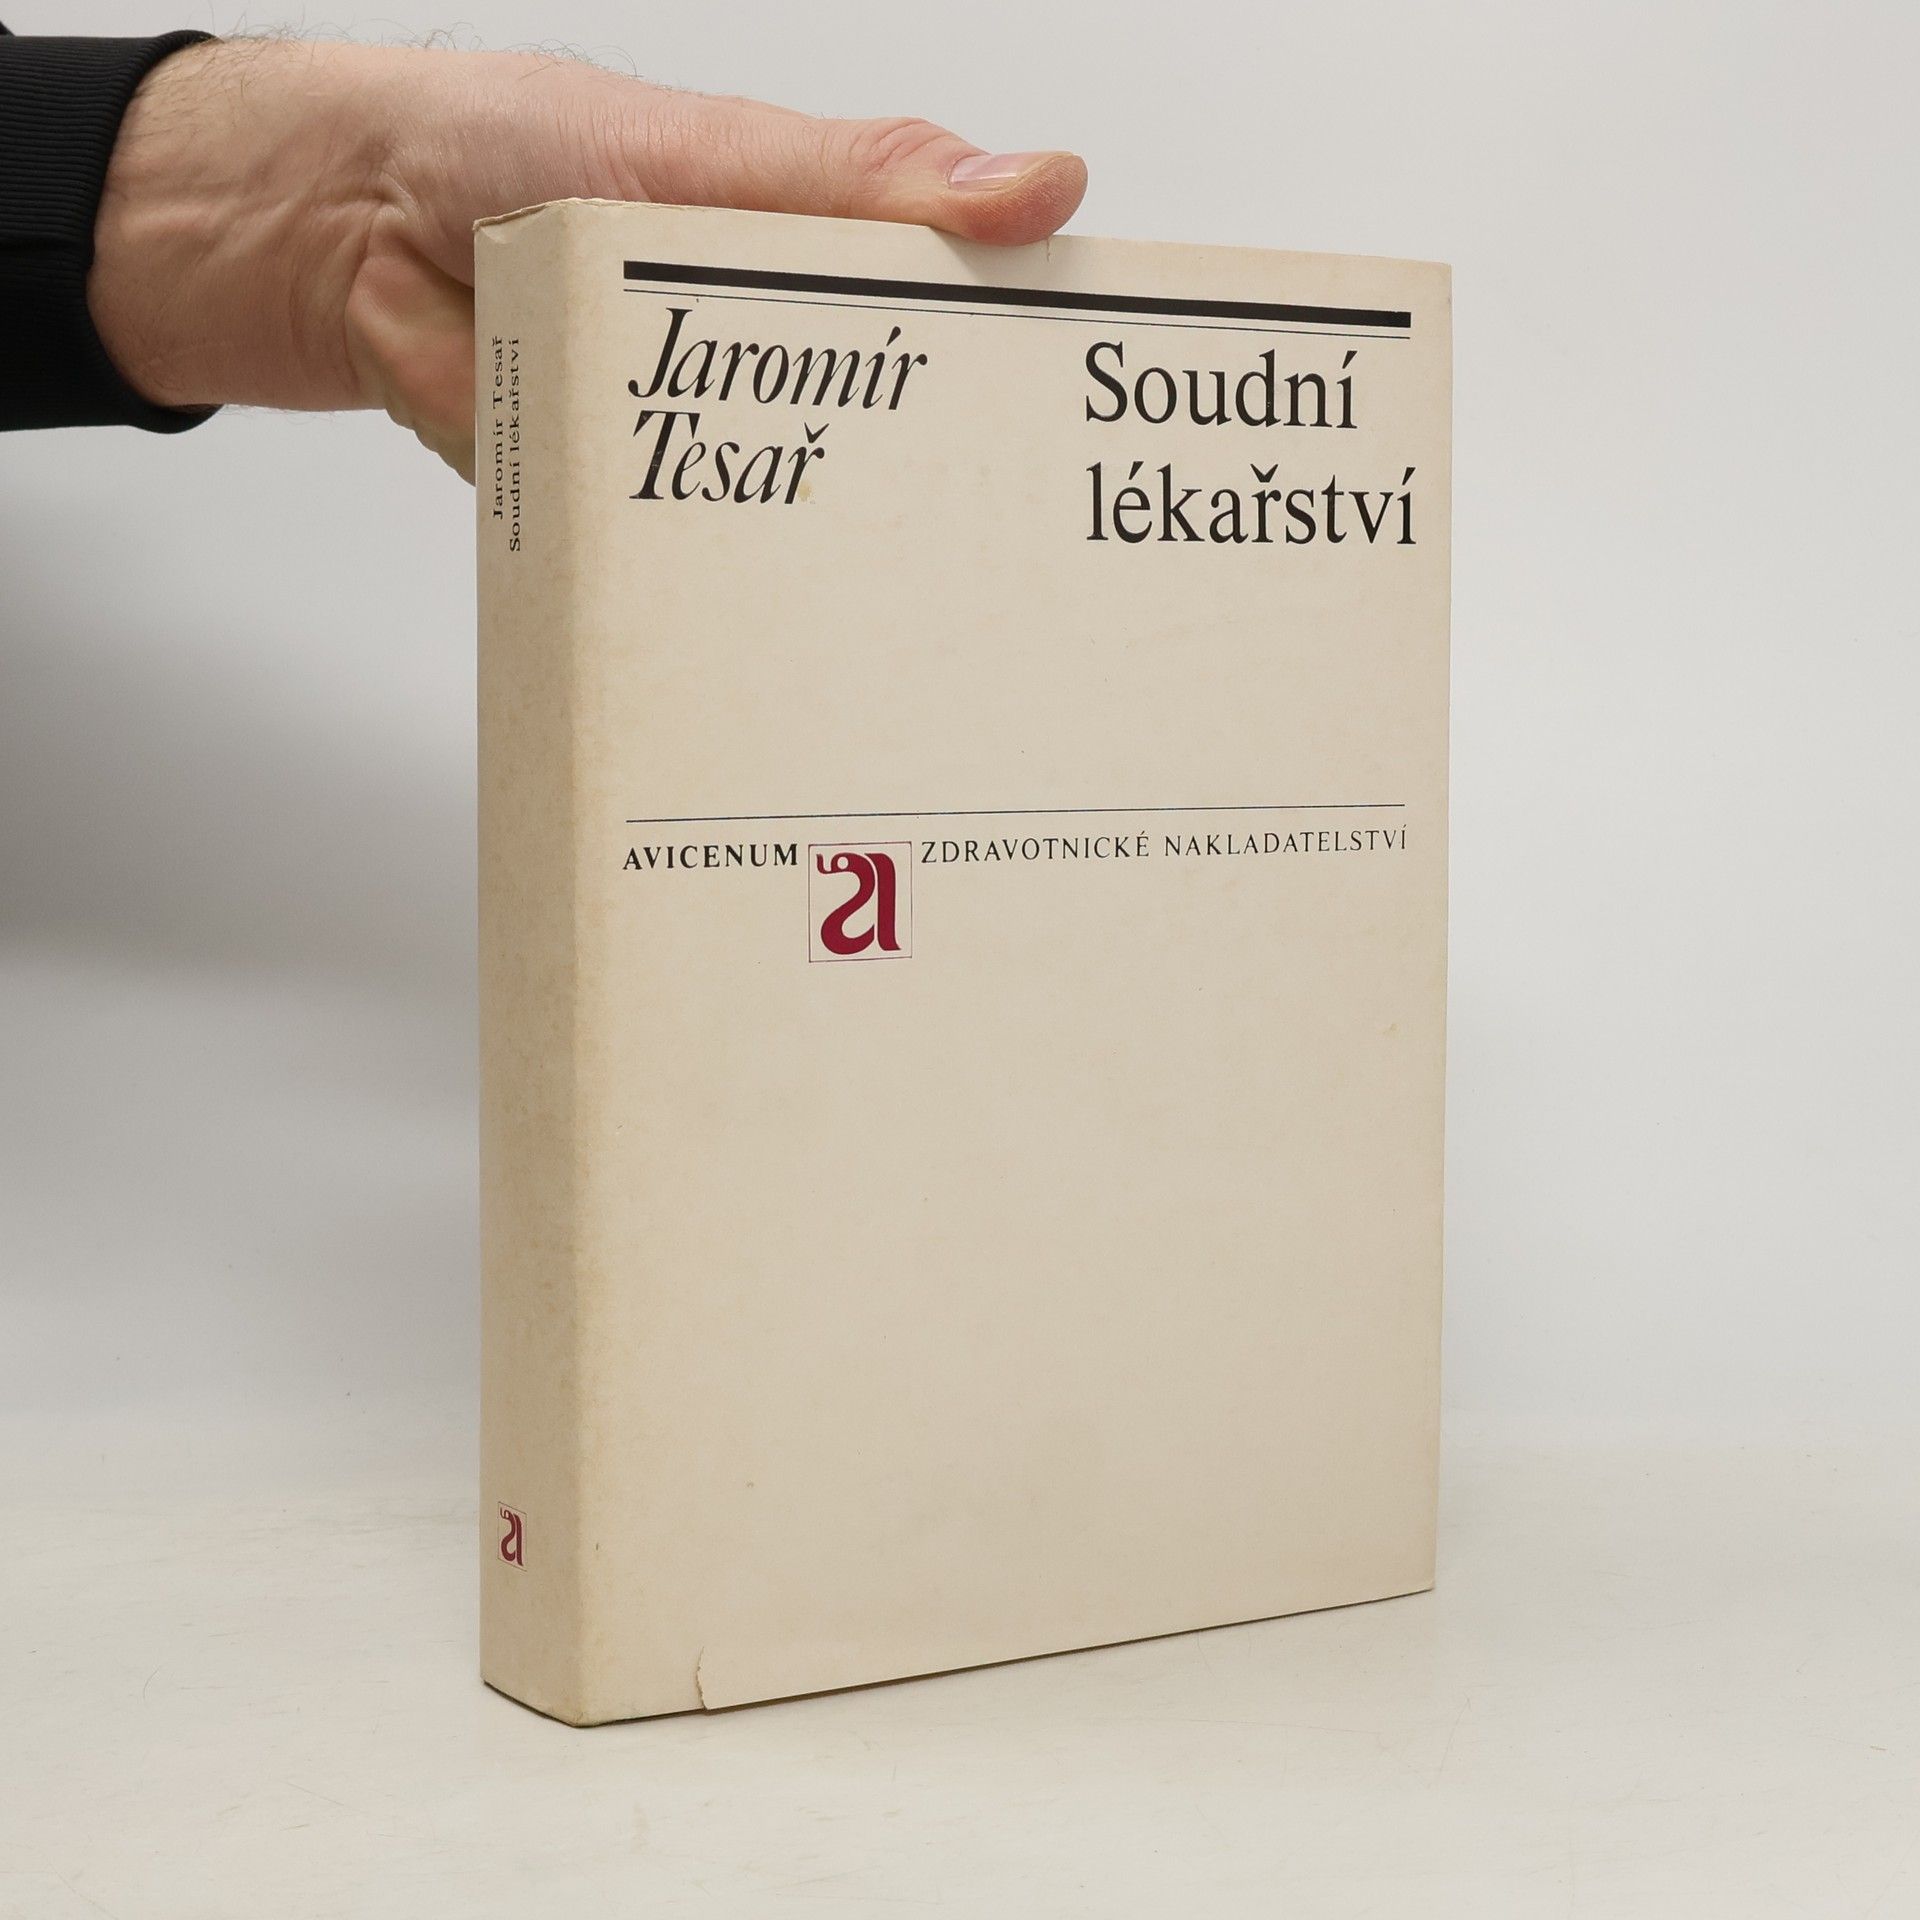 Jaromír Tesař
Soudní lékařství
Jaromír
Tesař
Soudní
lékařství
AVICENUM a ZDRAVOTNICKÉ NAKLADATELSTVÍ
a